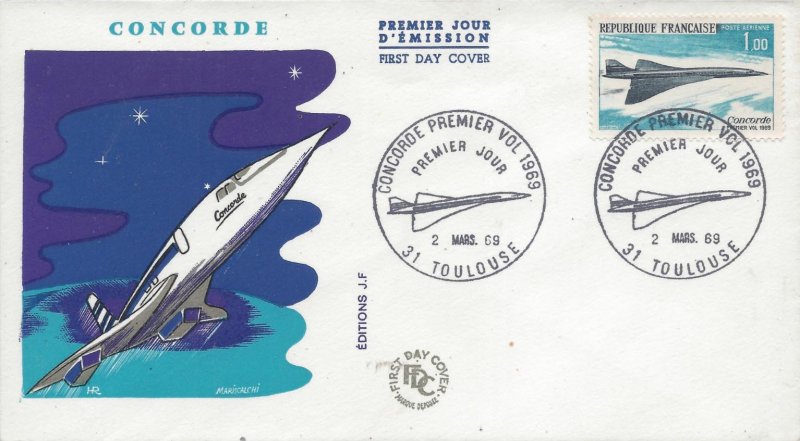 CONCORDE
PREMIER JOUR
D'ÉMISSION
FIRST DAY COVER
REPUBLIQUE FRANÇAISE
POSTE AERIENNE
1,00
Concorde
PREMIER VOL 1969
CONCORDE PREMIER VOL 1969
PREMIER JOUR
2 MARS. 69
31 TOULOUSE
CONCORDE PREMIER VOL 1969
PREMIER JOUR
2 MARS. 69
31 TOULOUSE
Concorde
ÉDITIONS J.F
HR
MARISCALCHI
FIRST DAY COVER
FDC
MARQUE DÉPOSÉE